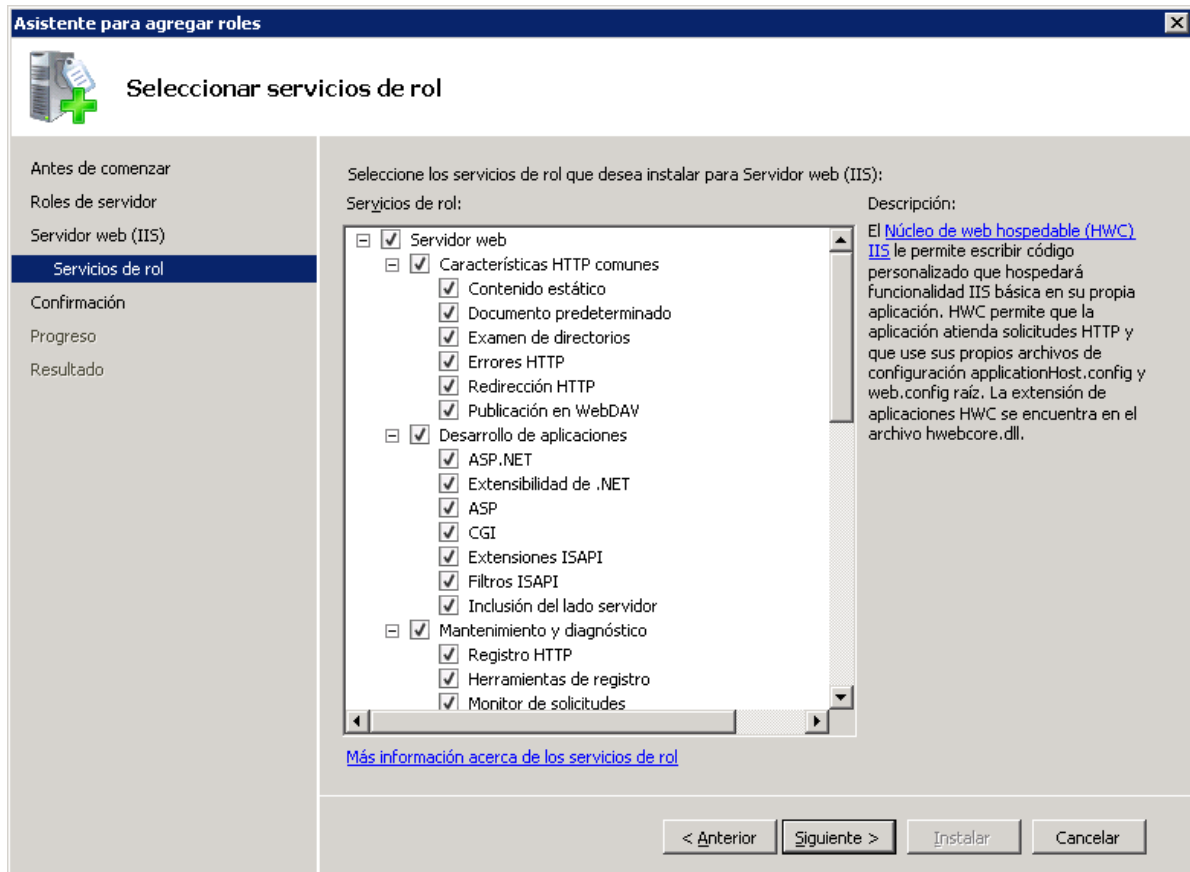 Asistente para agregar roles
Seleccionar servicios de rol
Antes de comenzar
Roles de servidor
Servidor web (IIS)
Servicios de rol
Confirmación
Progreso
Resultado
Seleccione los servicios de rol que desea instalar para Servidor web (IIS):
Servicios de rol:
Servidor web
Características HTTP comunes
Contenido estático
Documento predeterminado
Examen de directorios
Errores HTTP
Redirección HTTP
Publicación en WebDAV
Desarrollo de aplicaciones
ASP.NET
Extensibilidad de .NET
ASP
CGI
Extensiones ISAPI
Filtros ISAPI
Inclusión del lado servidor
Mantenimiento y diagnóstico
Registro HTTP
Herramientas de registro
Monitor de solicitudes
Más información acerca de los servicios de rol
Descripción:
El Núcleo de web hospedable (HWC)
IIS le permite escribir código
personalizado que hospedará
funcionalidad IIS básica en su propia
aplicación. HWC permite que la
aplicación atienda solicitudes HTTP y
que use sus propios archivos de
configuración applicationHost.config y
web.config raíz. La extensión de
aplicaciones HWC se encuentra en el
archivo hwebcore.dll.
< Anterior
Siguiente >
Instalar
Cancelar